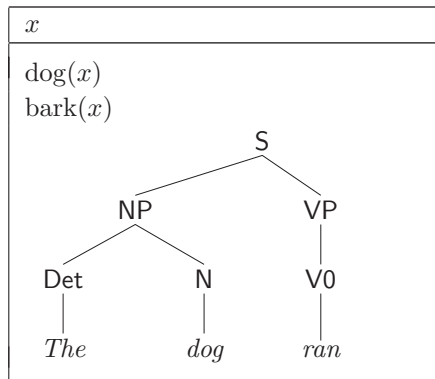 x
dog(x)
bark(x)
S
NP VP
Det N V0
The dog ran